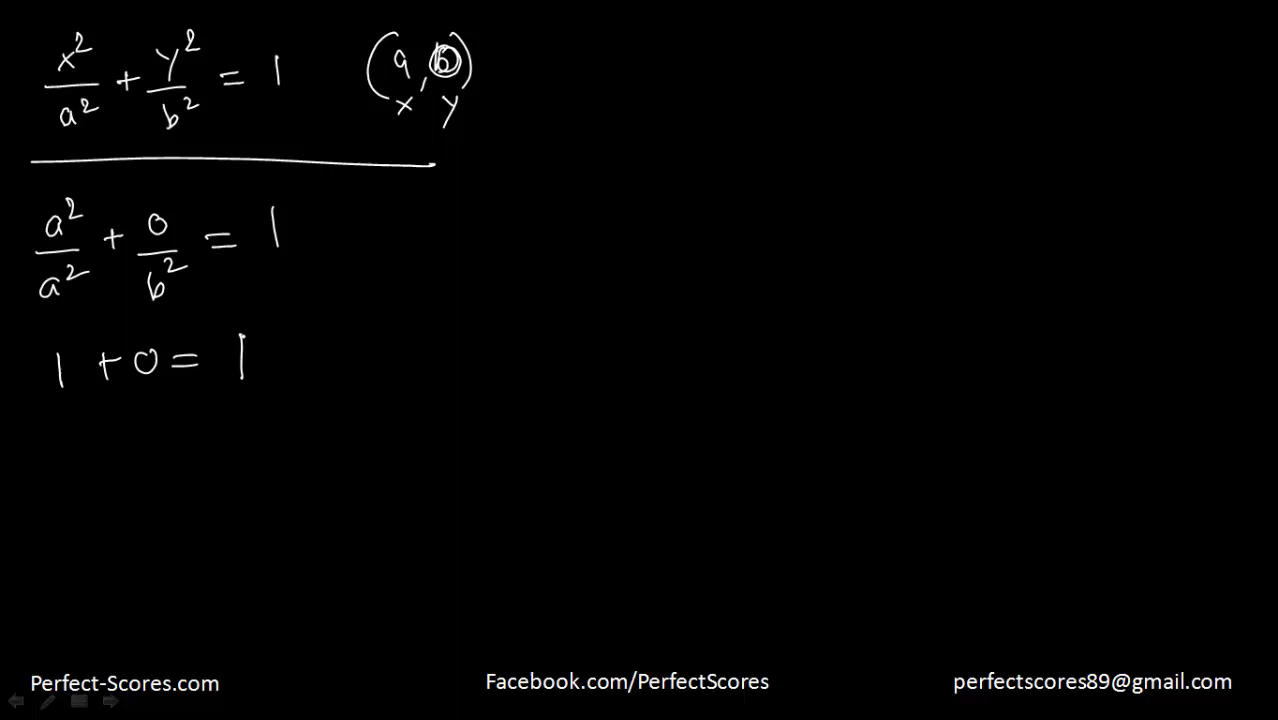 x²/a² + y²/b² = 1 (a, 0)
x y
a²/a² + 0/b² = 1
1 + 0 = 1
Perfect-Scores.com Facebook.com/PerfectScores perfectscores89@gmail.com